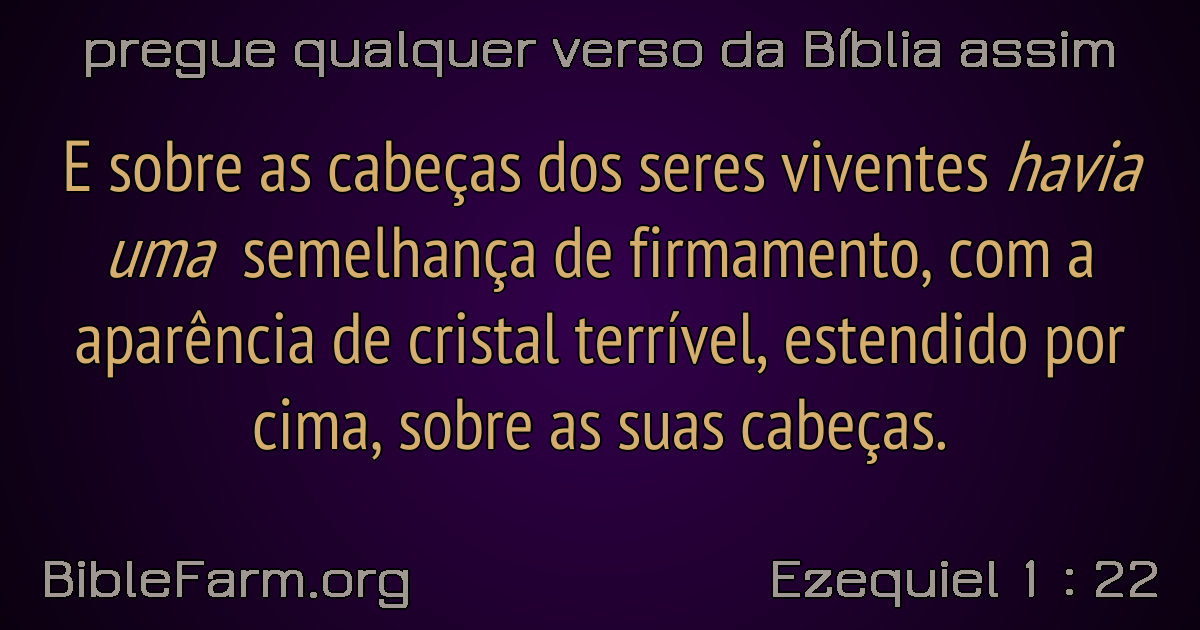 pregue qualquer verso da Bíblia assim
E sobre as cabeças dos seres viventes havia
uma semelhança de firmamento, com a
aparência de cristal terrível, estendido por
cima, sobre as suas cabeças.
BibleFarm.org
Ezequiel 1 : 22